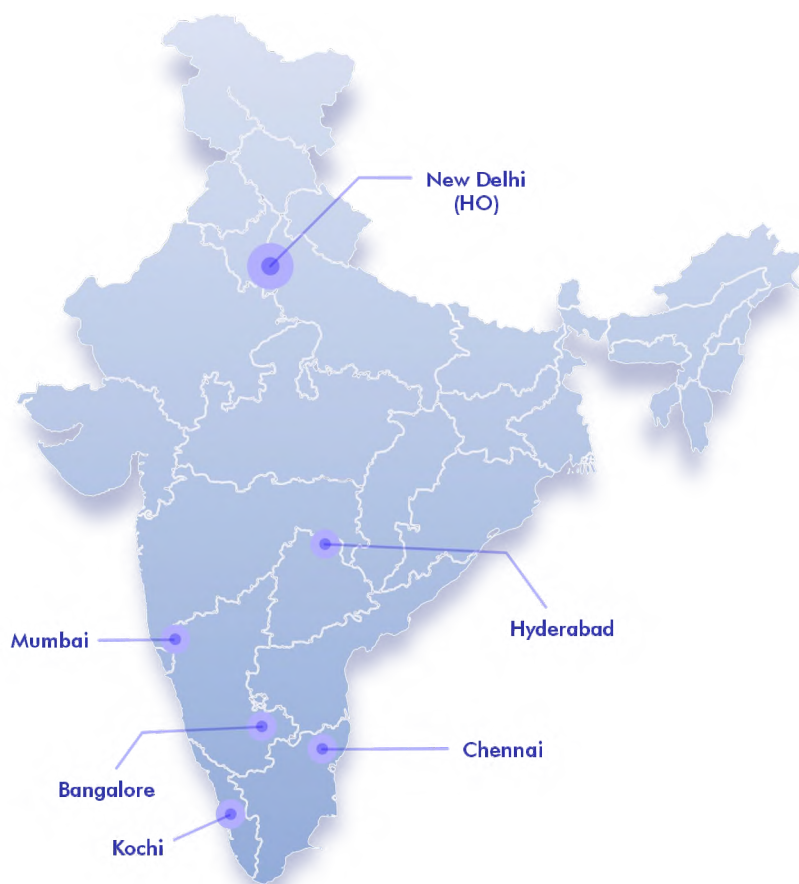 New Delhi
(HO)
Hyderabad
Mumbai
Chennai
Bangalore
Kochi